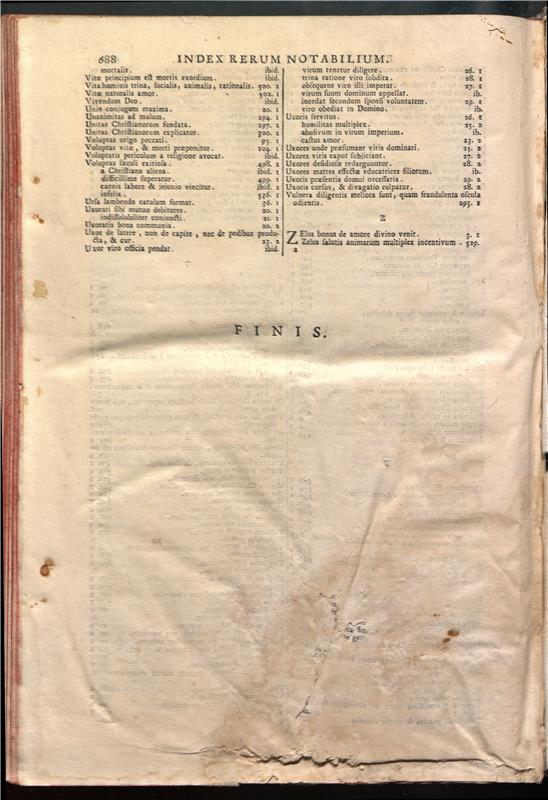 688 INDEX RERUM NOTABILIUM.
mortalis. ibid.
Vitæ principium est mortis exordium. ibid.
Vita hominis trina, socialis, animalis, rationalis. 500. 2
Vitæ naturalis amor. 502. 1
Vivendum Deo. ibid.
Unio conjugum maxima. 20. 1
Unanimitas ad malum. 294. 1
Unitas Christianorum fundata. 297. 2
Unitas Christianorum explicatur. 300. 2
Voluptas origo peccati. 95. 1
Voluptas vitæ, & morti præponitur. 104. 1
Voluptatis periculum a religione avocat. ibid.
Voluptas sæculi exitiosa. 498. 2
a Christiano aliena. ibid. 1
difficillime superatur. 499. 1
carnis labore & jejunio vincitur. ibid. 2
infelix. 536. 1
Ursa lambendo catulum format. 36. 1
Uxorati sibi mutuo debitores. 20. 1
indissolubiliter conjuncti. 21. 1
Uxoratis bona communia. 20. 2
Uxor de latere, non de capite, nec de pedibus produ-
cta, & cur. 23. 2
Uxor viro officia pendat. ibid.
virum tenetur diligere. 26. 1
trina ratione viro subdita. 28. 1
obsequens viro illi imperat. 27. 1
virum suum dominum appellat. ib.
incedat secundum sponsi voluntatem. 29. 1
viro obediat in Domino. ib.
Uxoris servitus. 26. 1
humilitas multiplex. 25. 2
abusivum in virum imperium. ib.
castus amor. 23. 2
Uxores unde præsumant viris dominari. 25. 2
Uxores viris caput subjiciant. 27. 2
Uxores desidiosæ redarguuntur. 28. 2
Uxores matres effectæ educatrices filiorum. ib.
Uxoris præsentia domui necessaria. 29. 2
Uxoris cursus, & divagatio culpatur. 28. 2
Vulnera diligentis meliora sunt, quam fraudulenta oscula
odientis. 295. 1
Z
ZElus bonus de amore divino venit. 3. 1
Zelus salutis animarum multiplex incentivum. 529.
2
FINIS.